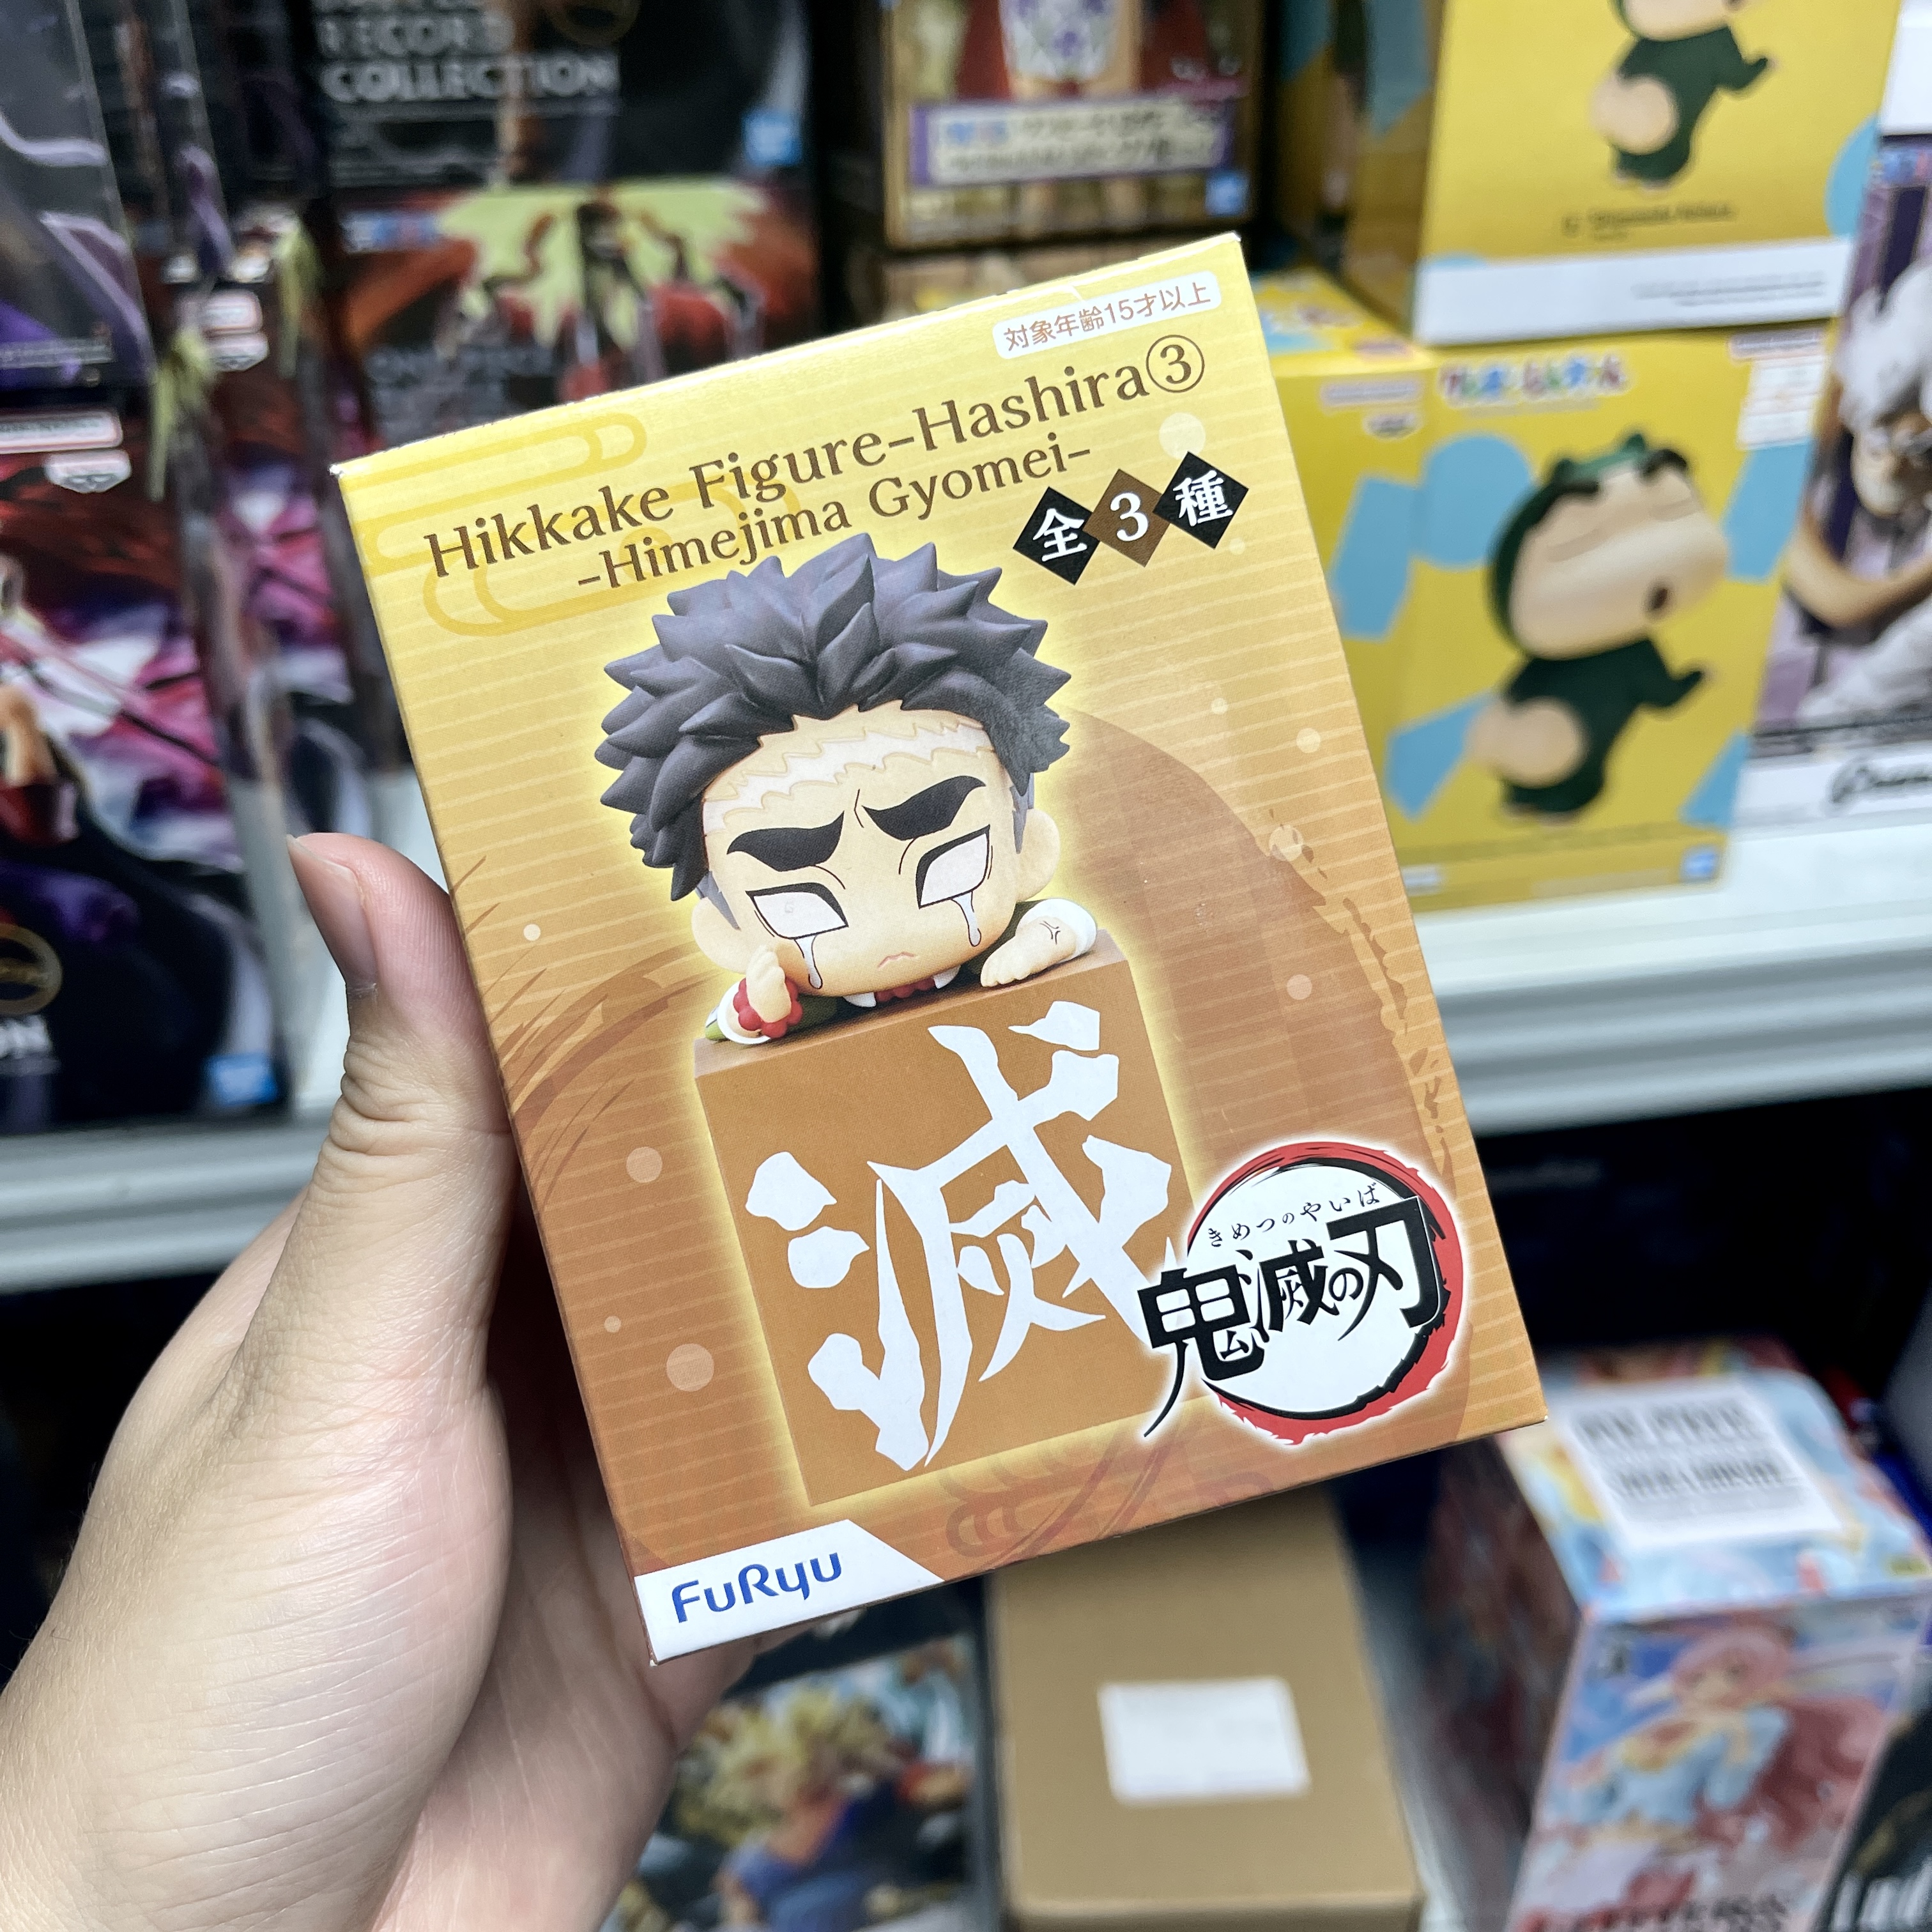 RECORD
COLLECTION
対象年齢15才以上
Hikkake Figure-Hashira③
-Himejima Gyomei-
全3種
滅
きめつのやいば
鬼滅の刃
FuRyu